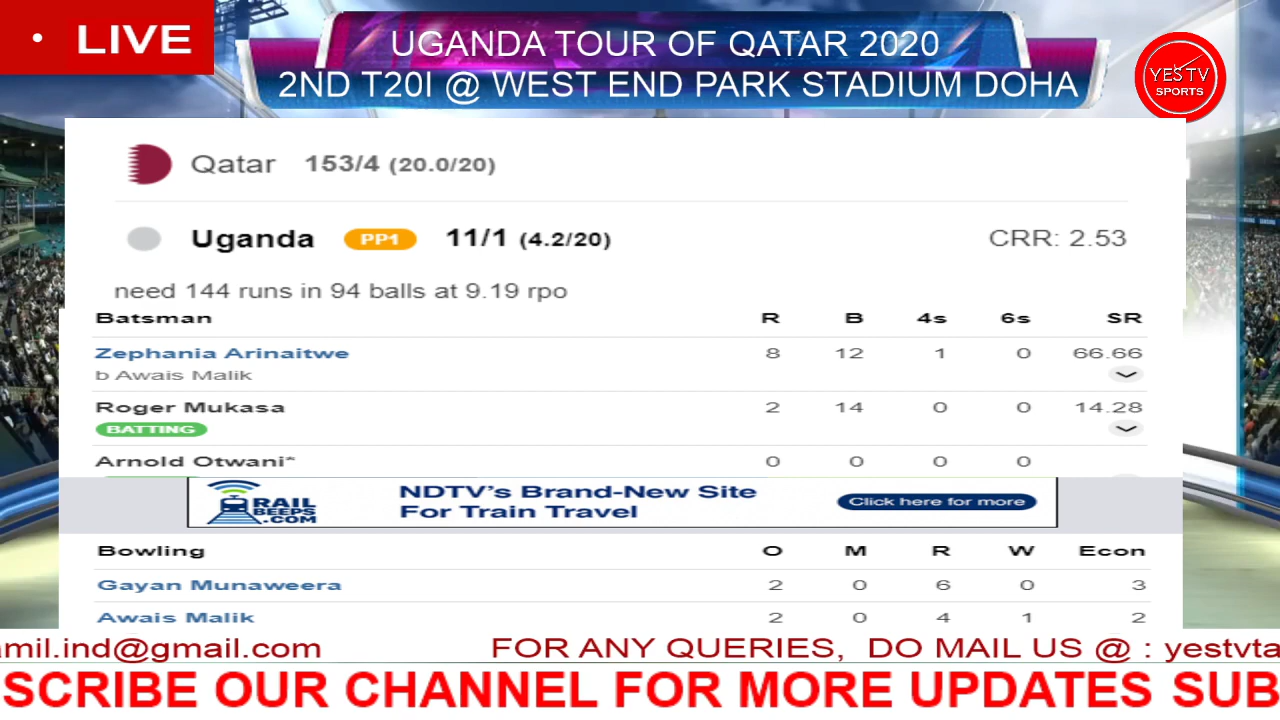 • LIVE
UGANDA TOUR OF QATAR 2020
2ND T20I @ WEST END PARK STADIUM DOHA
YES TV
SPORTS
Qatar 153/4 (20.0/20)
Uganda PP1 11/1 (4.2/20) CRR: 2.53
need 144 runs in 94 balls at 9.19 rpo
Batsman R B 4s 6s SR
Zephania Arinaitwe 8 12 1 0 66.66
b Awais Malik
Roger Mukasa 2 14 0 0 14.28
BATTING
Arnold Otwani* 0 0 0 0
RAIL
BEEPS
.COM
NDTV's Brand-New Site
For Train Travel
Click here for more
Bowling O M R W Econ
Gayan Munaweera 2 0 6 0 3
Awais Malik 2 0 4 1 2
amil.ind@gmail.com FOR ANY QUERIES, DO MAIL US @ : yestvta
SCRIBE OUR CHANNEL FOR MORE UPDATES SUB